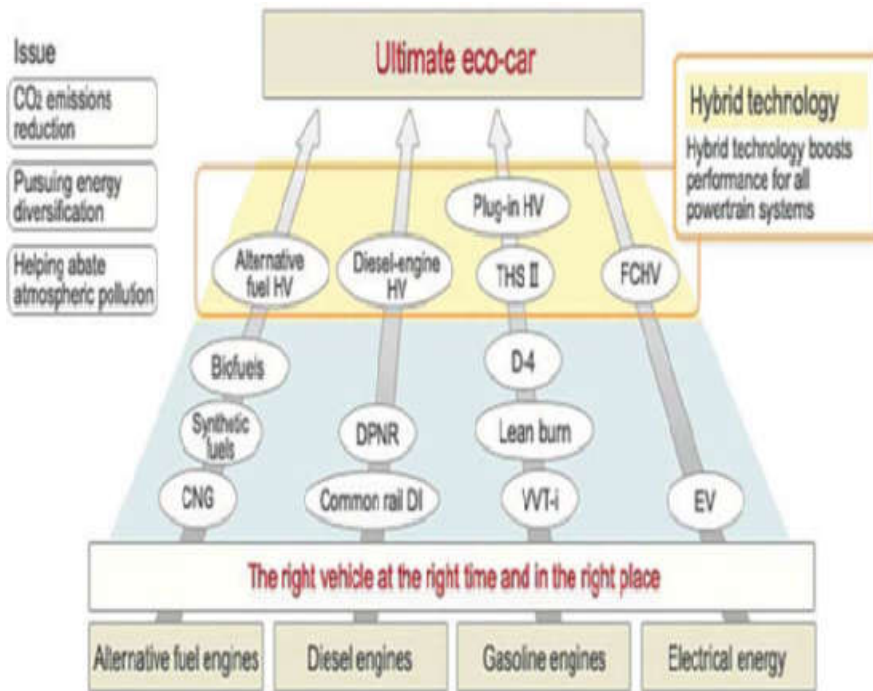 Issue
CO2 emissions
reduction
Pursuing energy
diversification
Helping abate
atmospheric pollution
Ultimate eco-car
Hybrid technology
Hybrid technology boosts
performance for all
powertrain systems
Plug-in HV
Alternative
fuel HV
Diesel-engine
HV
THS II
FCHV
Biofuels
D-4
Synthetic
fuels
DPNR
Lean burn
CNG
Common rail DI
VVT-i
EV
The right vehicle at the right time and in the right place
Alternative fuel engines
Diesel engines
Gasoline engines
Electrical energy